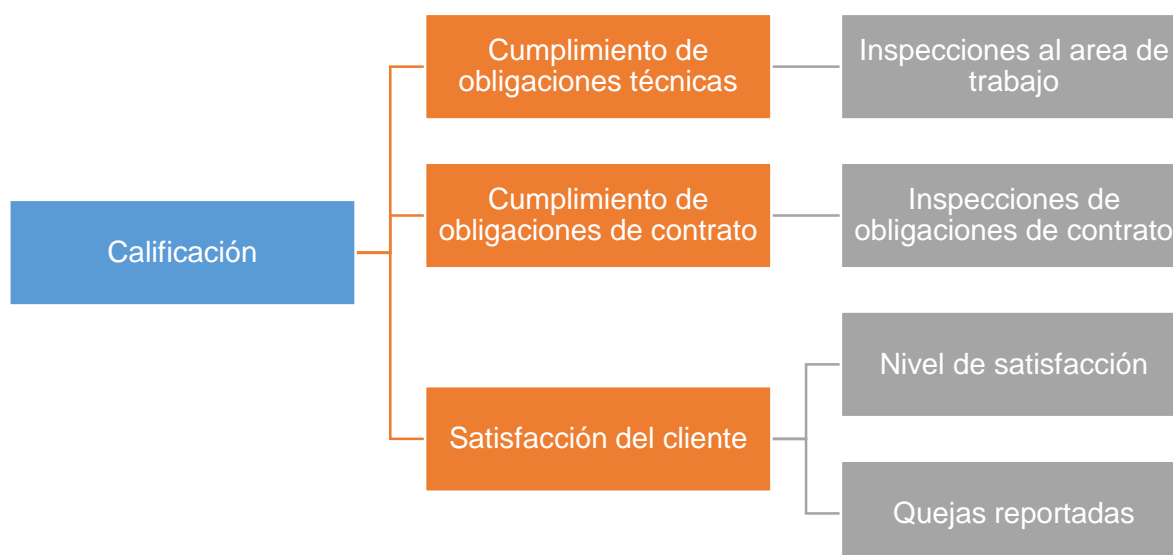 Cumplimiento de
obligaciones técnicas
Inspecciones al area de
trabajo
Cumplimiento de
obligaciones de contrato
Inspecciones de
obligaciones de contrato
Calificación
Nivel de satisfacción
Satisfacción del cliente
Quejas reportadas